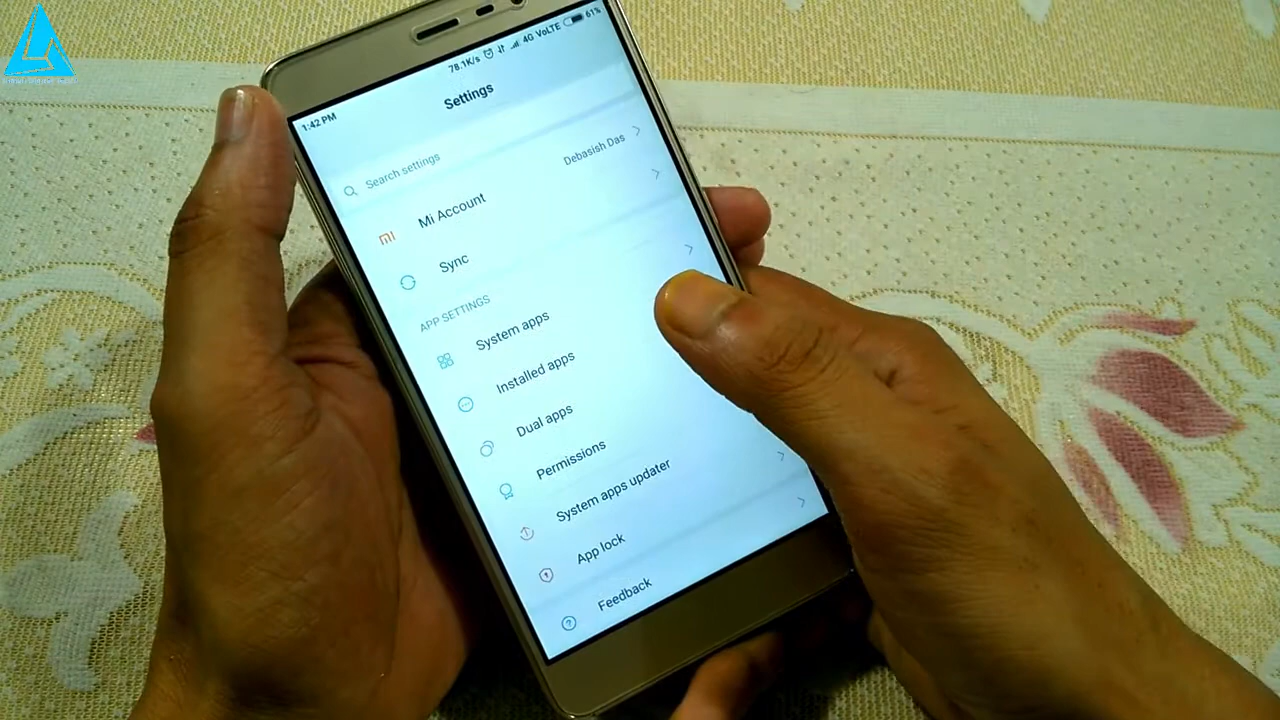 1:42 PM
78.1K/s 4G VoLTE 61%
Settings
Search settings
Mi Account Debasish Das
Sync
APP SETTINGS
System apps
Installed apps
Dual apps
Permissions
System apps updater
App lock
Feedback